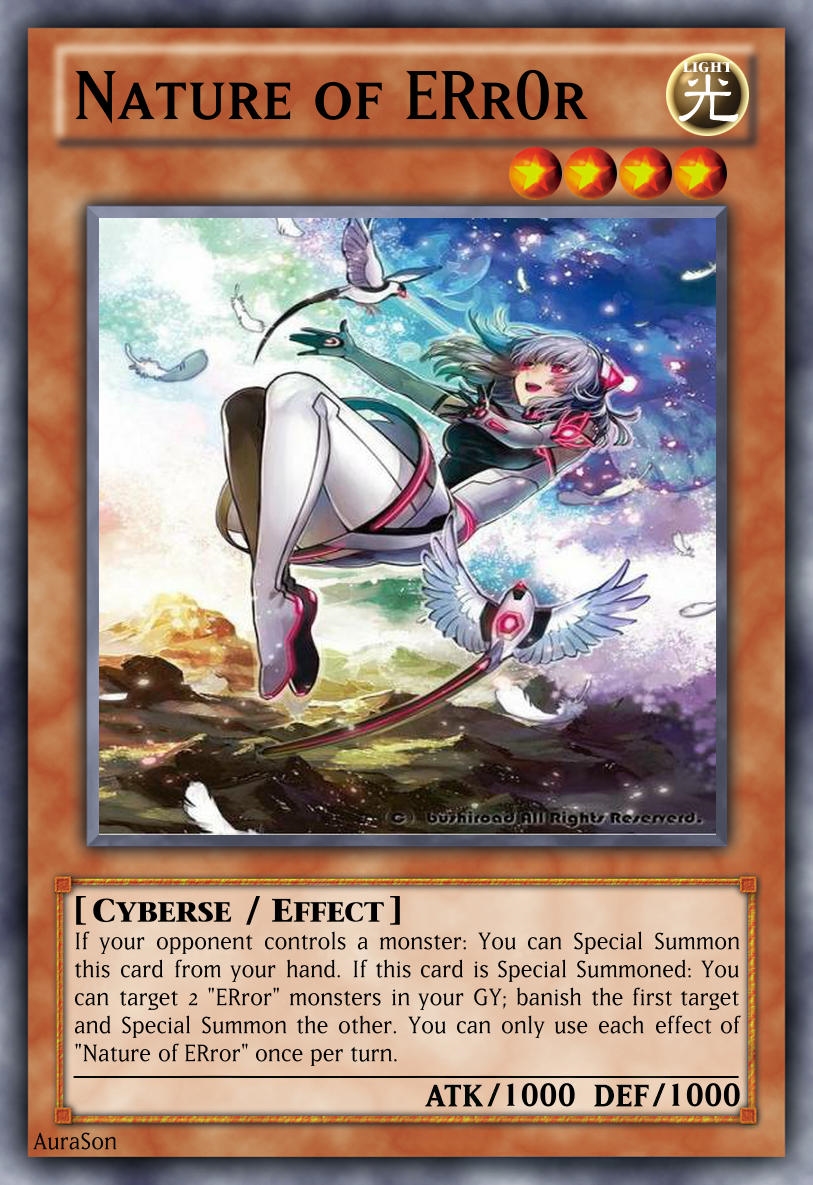 Nature of ERr0r
LIGHT
光
(C) bushiroad All Rights Reserverd.
[ Cyberse / Effect ]
If your opponent controls a monster: You can Special Summon
this card from your hand. If this card is Special Summoned: You
can target 2 "ERror" monsters in your GY; banish the first target
and Special Summon the other. You can only use each effect of
"Nature of ERror" once per turn.
ATK/1000 DEF/1000
AuraSon